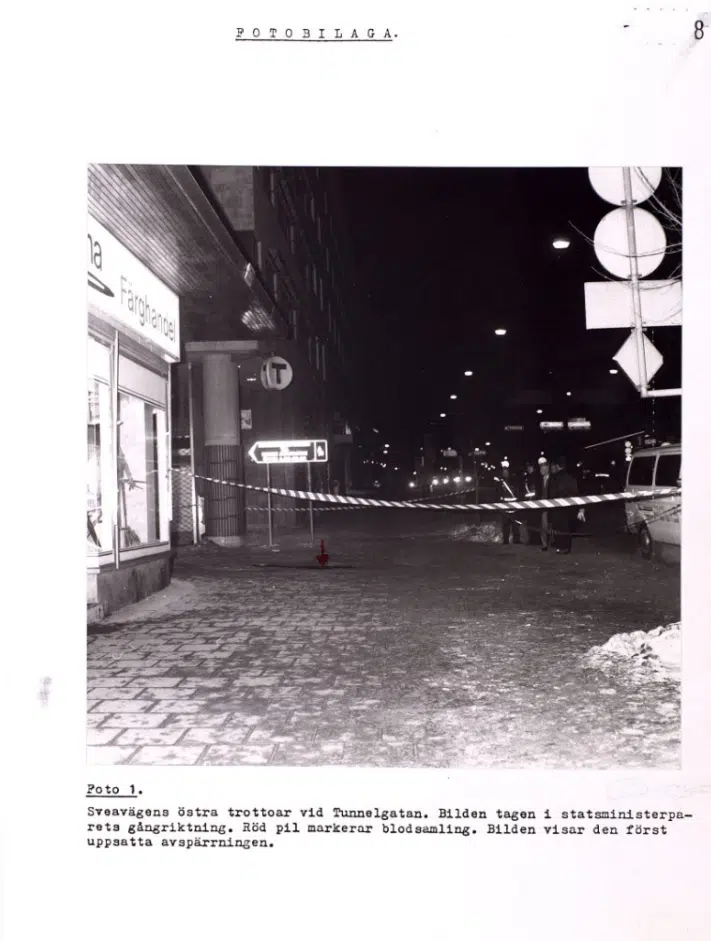 FOTOBILAGA.
8
na
Färghandel
T
Foto 1.
Sveavägens östra trottoar vid Tunnelgatan. Bilden tagen i statsministerpa-
rets gångriktning. Röd pil markerar blodsamling. Bilden visar den först
uppsatta avspärrningen.